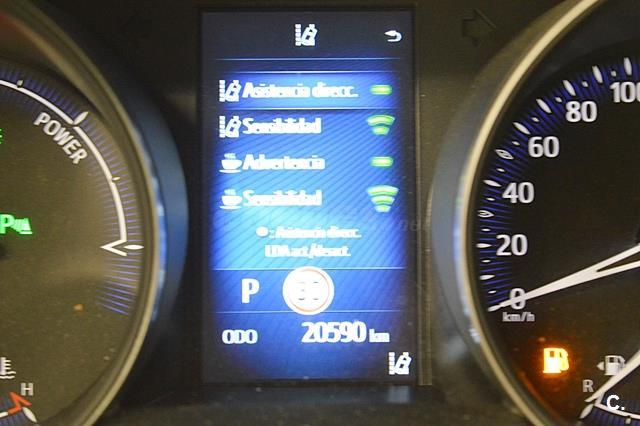 POWER
Asistencia direcc.
Sensibilidad
Advertencia
Sensibilidad
: Asistencia direcc.
LDA act./desact.
P
ODO 20590 km
H
100
80
60
40
20
0
km/h
R
C.